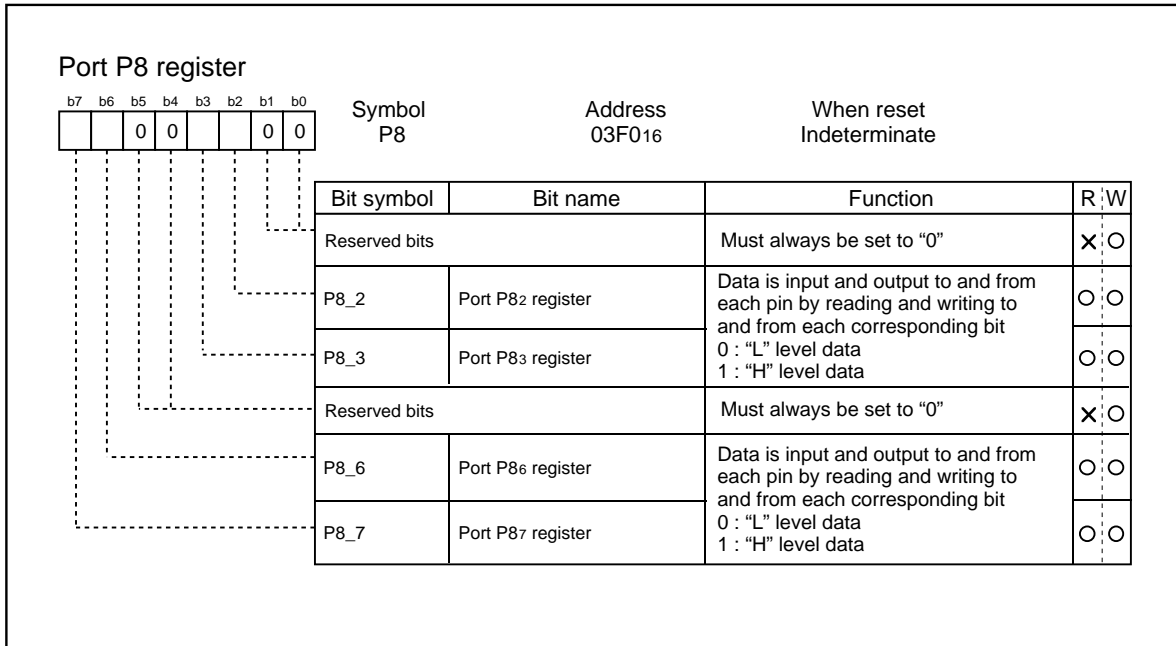 Port P8 register
b7 b6 b5 b4 b3 b2 b1 b0
0 0 0 0
Symbol Address When reset
P8 03F016 Indeterminate
Bit symbol Bit name Function R W
Reserved bits Must always be set to “0” X O
P8_2 Port P82 register Data is input and output to and from
each pin by reading and writing to
and from each corresponding bit
0 : “L” level data
1 : “H” level data O O
P8_3 Port P83 register O O
Reserved bits Must always be set to “0” X O
P8_6 Port P86 register Data is input and output to and from
each pin by reading and writing to
and from each corresponding bit
0 : “L” level data
1 : “H” level data O O
P8_7 Port P87 register O O